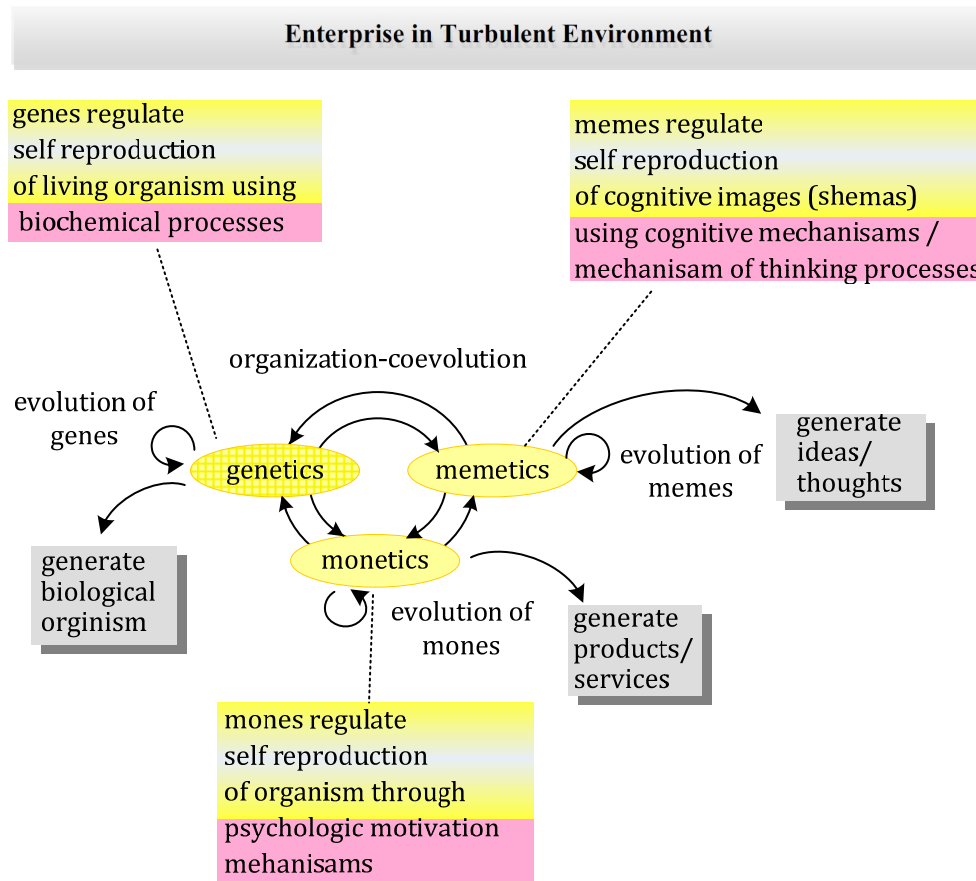 Enterprise in Turbulent Environment
genes regulate
self reproduction
of living organism using
biochemical processes
memes regulate
self reproduction
of cognitive images (shemas)
using cognitive mechanisams /
mechanisam of thinking processes
organization-coevolution
evolution of
genes
genetics
memetics
evolution of
memes
generate
ideas/
thoughts
monetics
generate
biological
orginism
evolution of
mones
generate
products/
services
mones regulate
self reproduction
of organism through
psychologic motivation
mehanisams